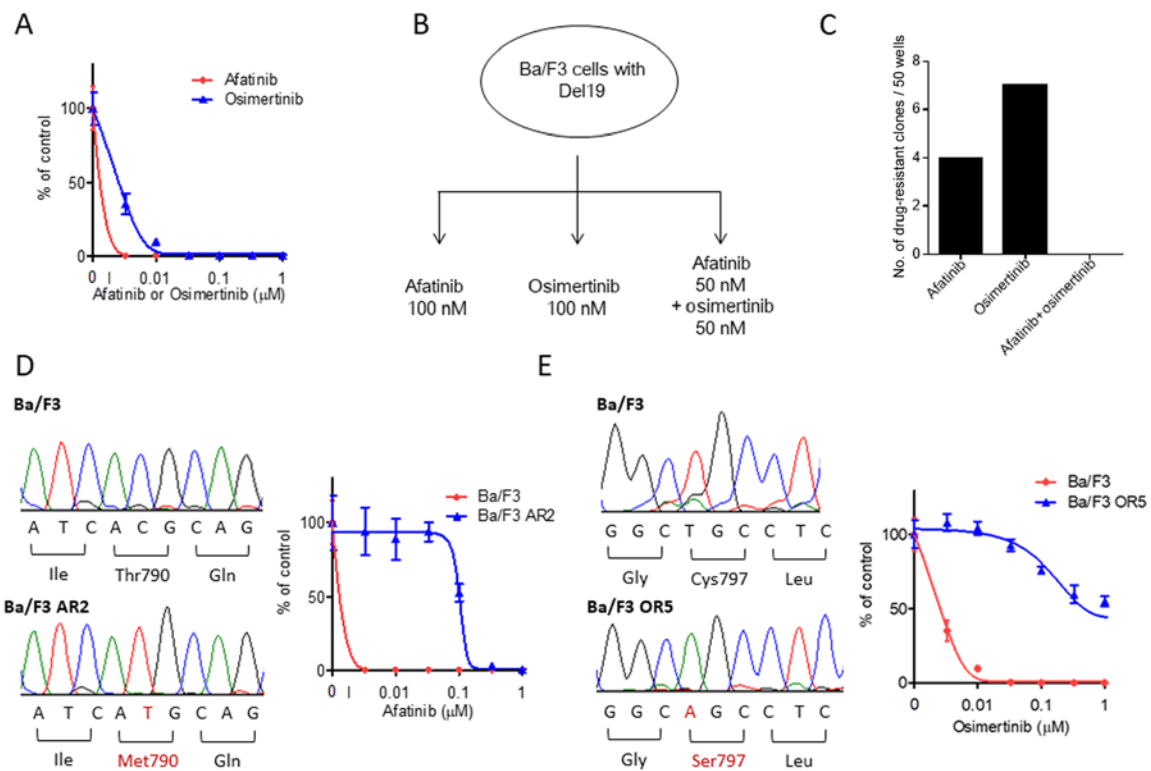 A
Afatinib
Osimertinib
% of control
100
50
0
0 0.01 0.1 1
Afatinib or Osimertinib (μM)
B
Ba/F3 cells with
Del19
Afatinib
100 nM
Osimertinib
100 nM
Afatinib
50 nM
+ osimertinib
50 nM
C
No. of drug-resistant clones / 50 wells
8
6
4
2
0
Afatinib
Osimertinib
Afatinib+osimertinib
D
Ba/F3
A T C A C G C A G
Ile Thr790 Gln
Ba/F3 AR2
A T C A T G C A G
Ile Met790 Gln
Ba/F3
Ba/F3 AR2
% of control
100
50
0
0 0.01 0.1 1
Afatinib (μM)
E
Ba/F3
G G C T G C C T C
Gly Cys797 Leu
Ba/F3 OR5
G G C A G C C T C
Gly Ser797 Leu
Ba/F3
Ba/F3 OR5
% of control
100
50
0
0 0.01 0.1 1
Osimertinib (μM)